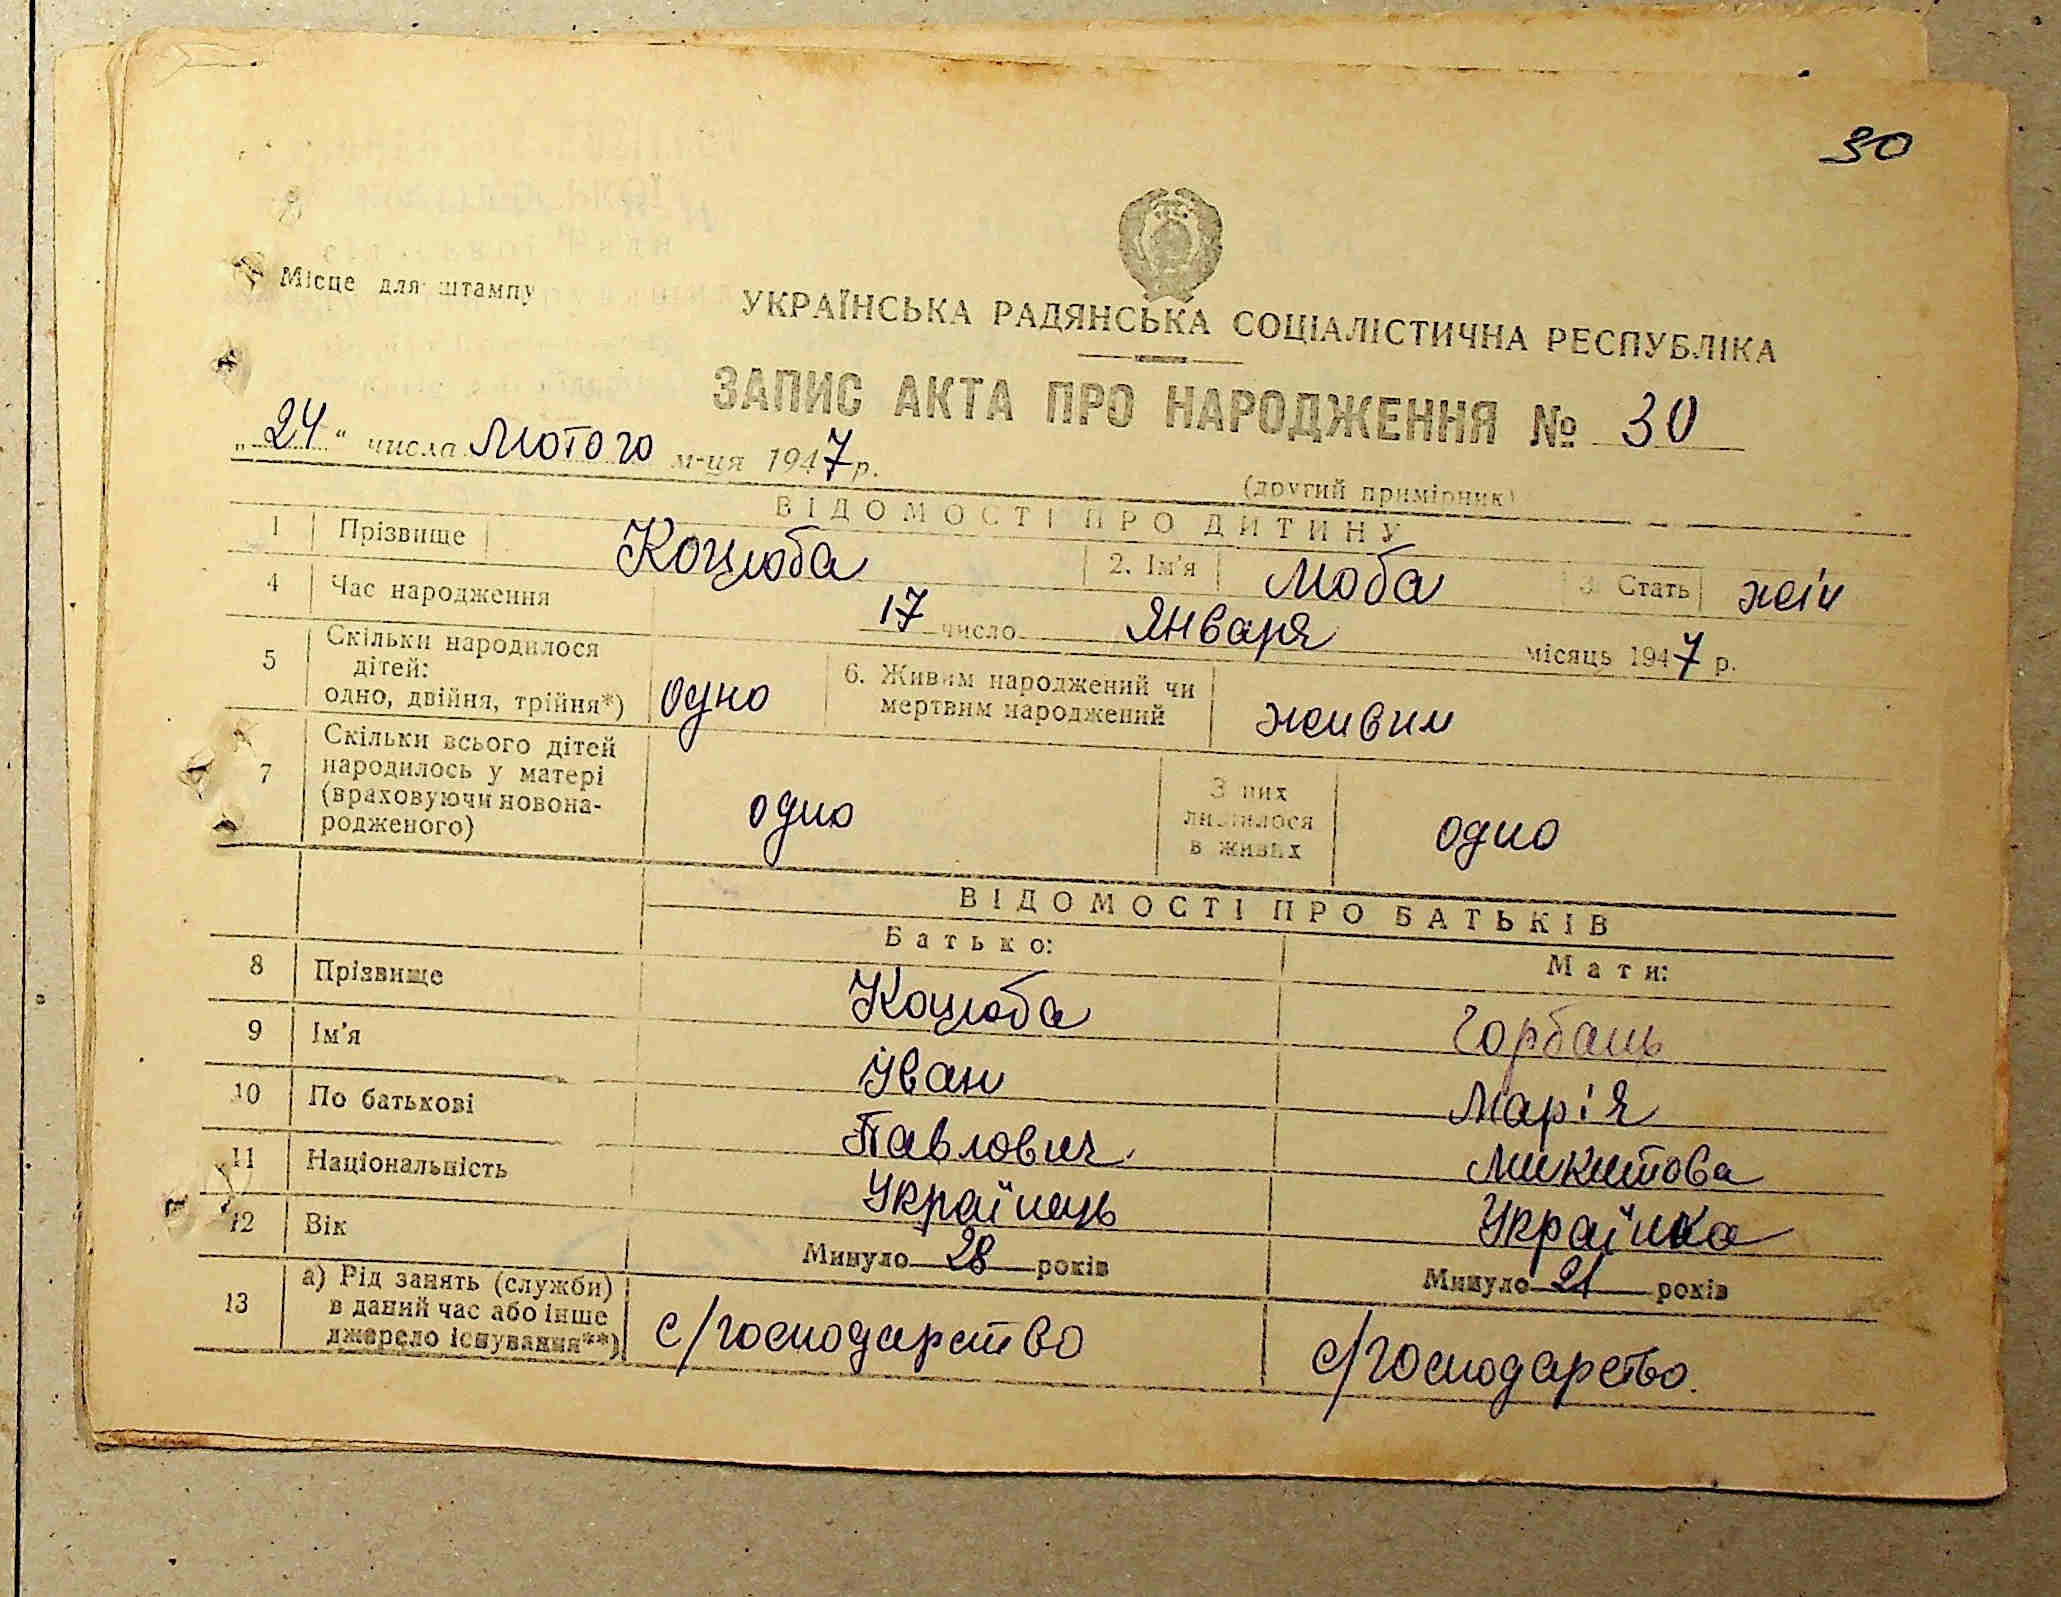 30
Місце для штампу
УКРАЇНСЬКА РАДЯНСЬКА СОЦІАЛІСТИЧНА РЕСПУБЛІКА
ЗАПИС АКТА ПРО НАРОДЖЕННЯ № 30
„24“ числа Лютого м-ця 1947 р.
(другий примірник)
ВІДОМОСТІ ПРО ДИТИНУ
1 Прізвище Коцюба 2. Ім'я Люба 3. Стать жін
4 Час народження 17 число Января місяць 1947 р.
5 Скільки народилося
дітей:
одно, двійня, трійня*) одно 6. Живим народжений чи
мертвим народжений живим
7 Скільки всього дітей
народилось у матері
(враховуючи новона-
родженого) одно З них
лишилося
в живих одно
ВІДОМОСТІ ПРО БАТЬКІВ
Батько: Мати:
8 Прізвище Коцюба Горбань
9 Ім'я Іван Марія
10 По батькові Павлович Микитова
11 Національність Українець Українка
12 Вік Минуло 28 років Минуло 21 років
13 а) Рід занять (служби)
в даний час або інше
джерело існування**) с/господарство с/господарство.